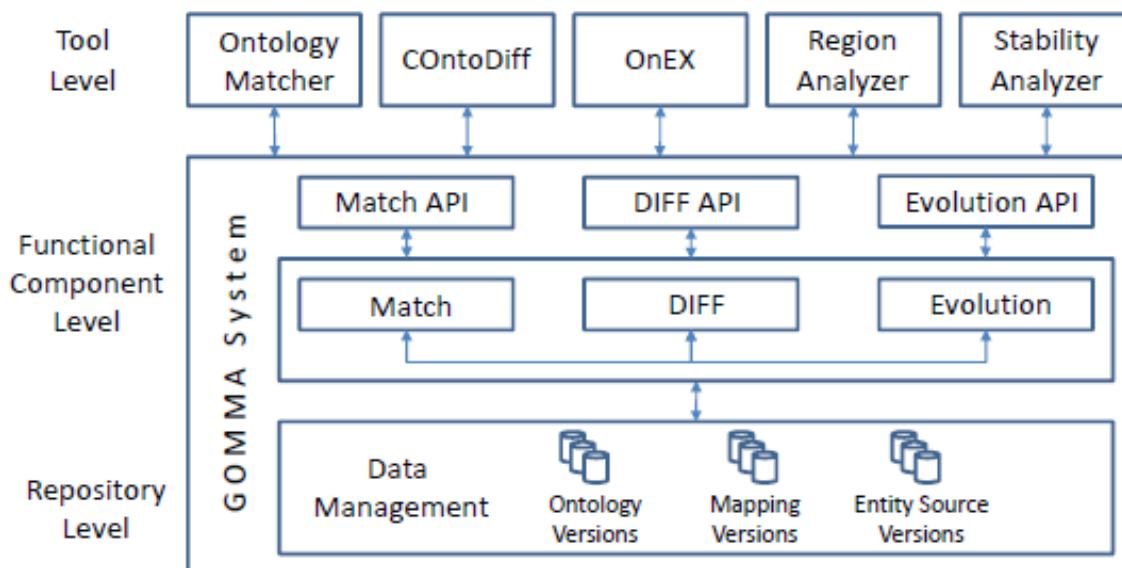 Tool
Level
Ontology
Matcher
COntoDiff
OnEX
Region
Analyzer
Stability
Analyzer
Functional
Component
Level
GOMMA System
Match API
DIFF API
Evolution API
Match
DIFF
Evolution
Repository
Level
Data
Management
Ontology
Versions
Mapping
Versions
Entity Source
Versions